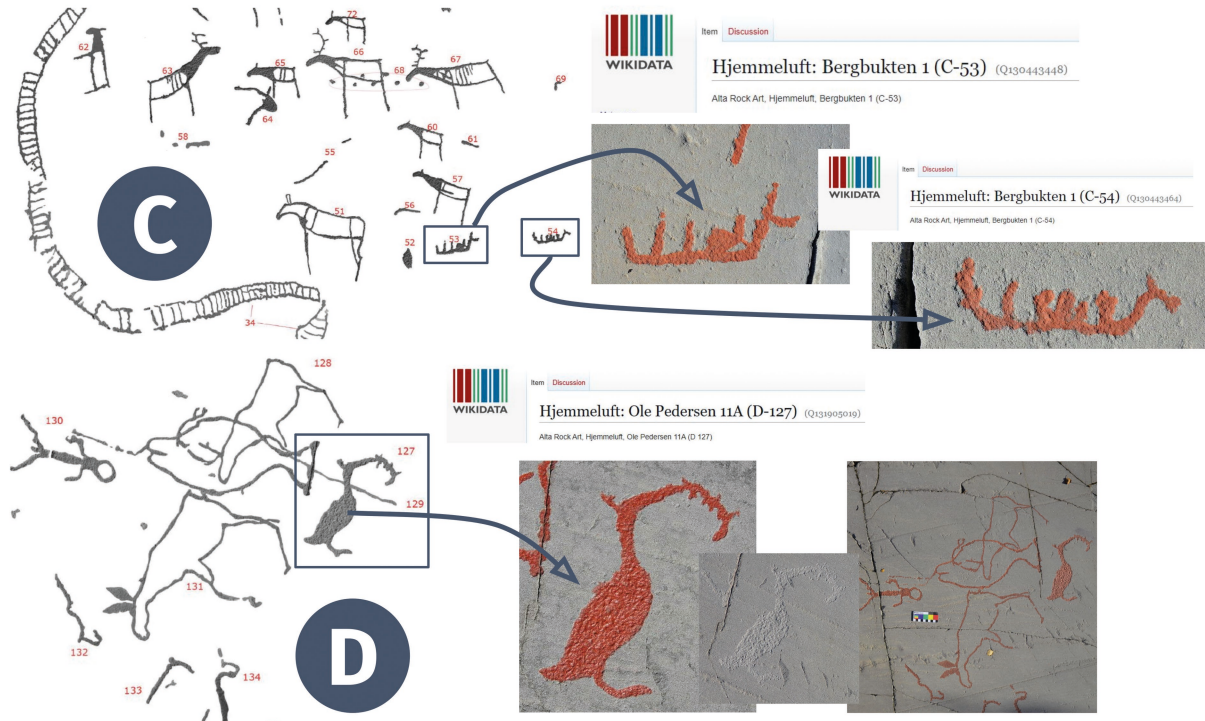 72
62
63
65
66
67
68
69
64
58
60
61
55
57
51
56
52
53
54
34
C
WIKIDATA
Item Discussion
Hjemmeluft: Bergbukten 1 (C-53) (Q130443448)
Alta Rock Art, Hjemmeluft, Bergbukten 1 (C-53)
WIKIDATA
Item Discussion
Hjemmeluft: Bergbukten 1 (C-54) (Q130443464)
Alta Rock Art, Hjemmeluft, Bergbukten 1 (C-54)
128
130
127
129
131
132
133
134
D
WIKIDATA
Item Discussion
Hjemmeluft: Ole Pedersen 11A (D-127) (Q131905019)
Alta Rock Art, Hjemmeluft, Ole Pedersen 11A (D 127)